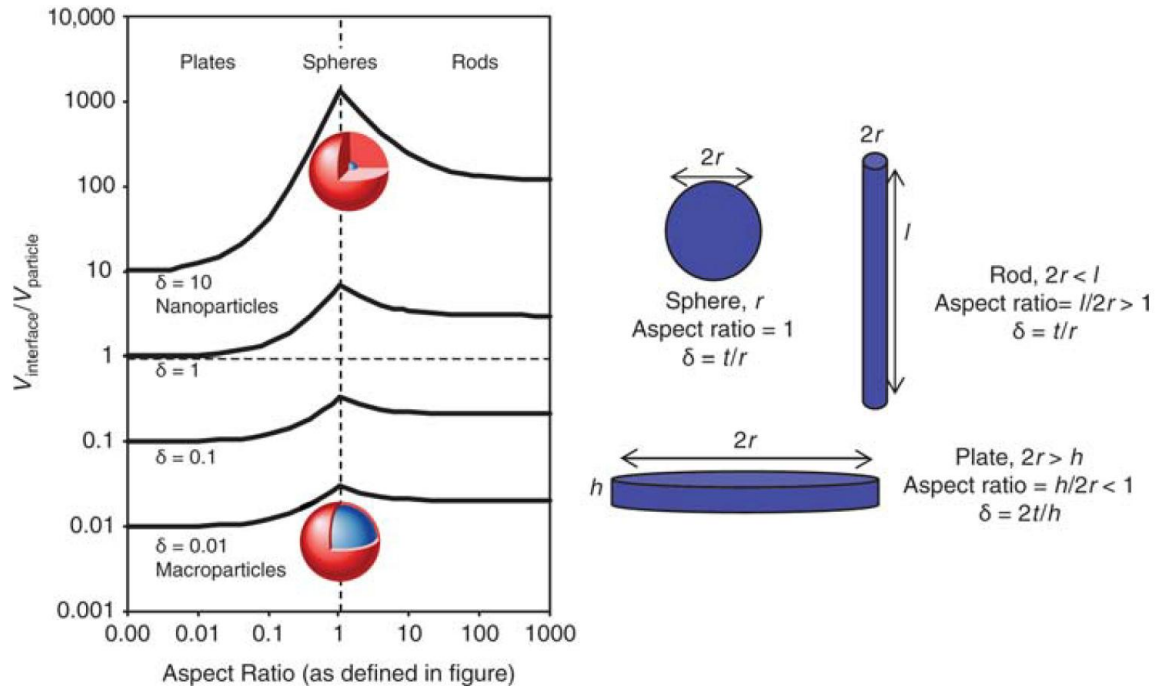 10,000
1000
100
10
1
0.1
0.01
0.001
V_interface/V_particle
Plates
Spheres
Rods
δ = 10
Nanoparticles
δ = 1
δ = 0.1
δ = 0.01
Macroparticles
0.00
0.01
0.1
1
10
100
1000
Aspect Ratio (as defined in figure)
2r
Sphere, r
Aspect ratio = 1
δ = t/r
2r
l
Rod, 2r < l
Aspect ratio= l/2r > 1
δ = t/r
2r
h
Plate, 2r > h
Aspect ratio = h/2r < 1
δ = 2t/h